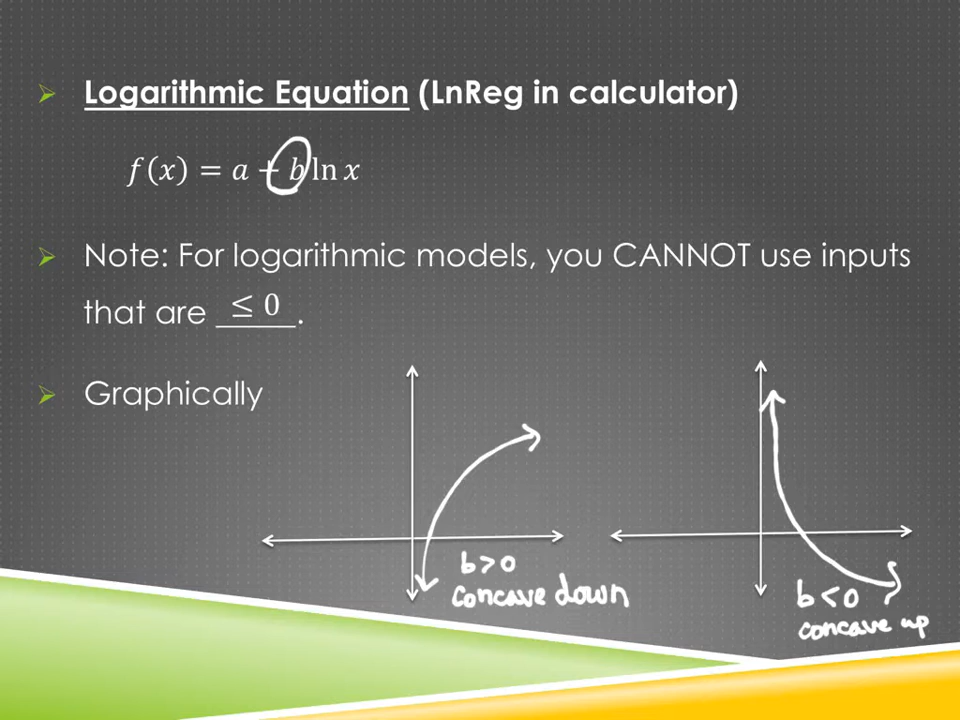 Logarithmic Equation (LnReg in calculator)
f(x) = a + b ln x
Note: For logarithmic models, you CANNOT use inputs
that are ≤ 0.
Graphically
b>0
concave down
b<0
concave up